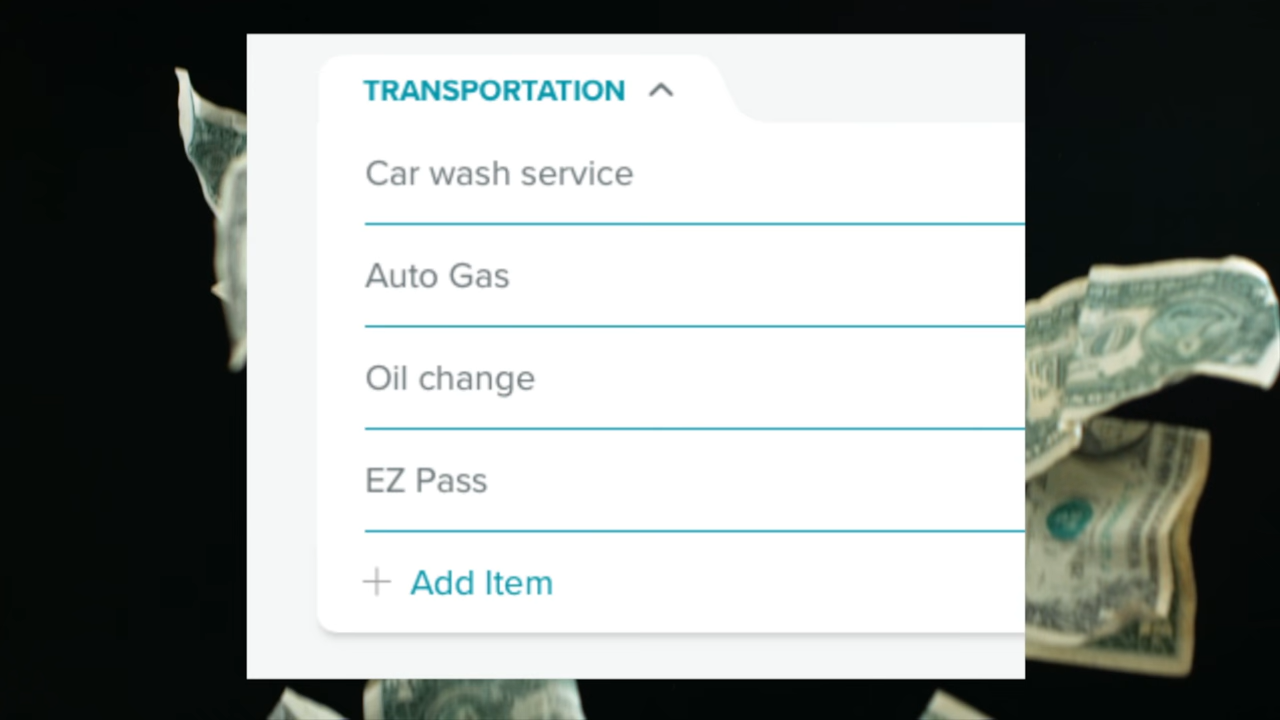 TRANSPORTATION
Car wash service
Auto Gas
Oil change
EZ Pass
+ Add Item